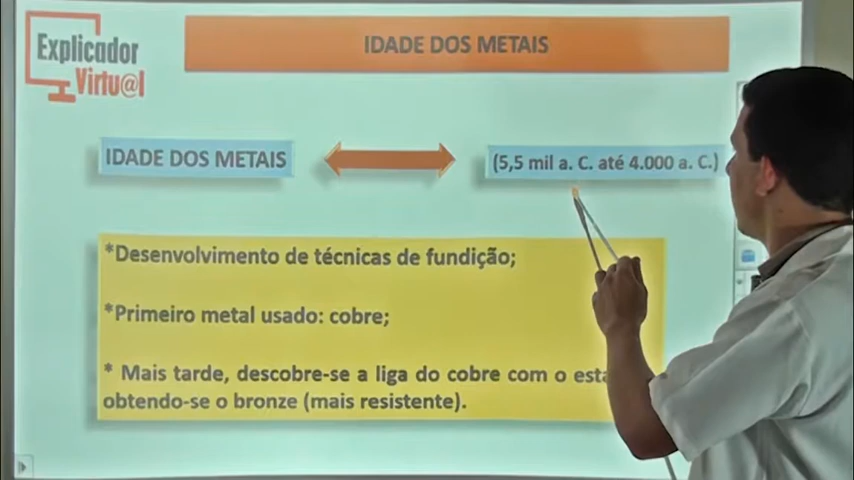 Explicador
Virtu@l
IDADE DOS METAIS
IDADE DOS METAIS
(5,5 mil a. C. até 4.000 a. C.)
*Desenvolvimento de técnicas de fundição;
*Primeiro metal usado: cobre;
* Mais tarde, descobre-se a liga do cobre com o
obtendo-se o bronze (mais resistente).